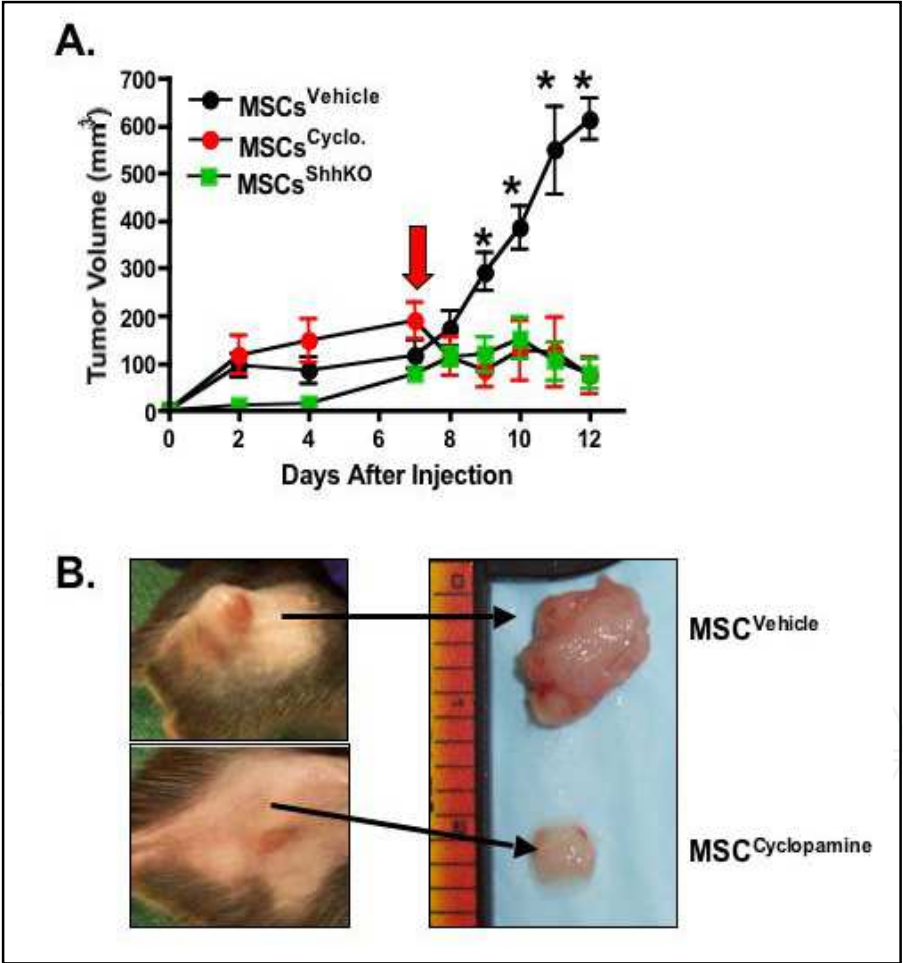 A.
Tumor Volume (mm3)
700
600
500
400
300
200
100
0
MSCsVehicle
MSCsCyclo.
MSCsShhKO
* *
*
*
0 2 4 6 8 10 12
Days After Injection
B.
MSCVehicle
MSCCyclopamine